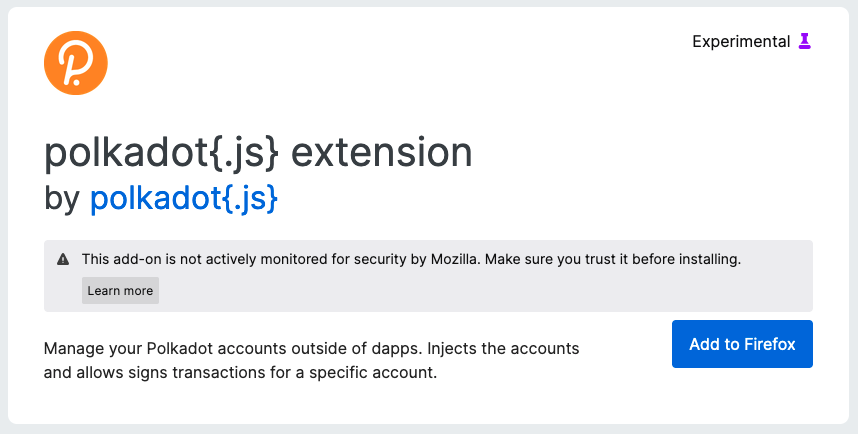 Experimental
polkadot{.js} extension
by polkadot{.js}
This add-on is not actively monitored for security by Mozilla. Make sure you trust it before installing.
Learn more
Manage your Polkadot accounts outside of dapps. Injects the accounts
and allows signs transactions for a specific account.
Add to Firefox